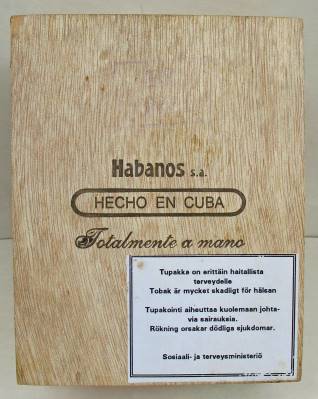 Habanos s.a.
HECHO EN CUBA
Totalmente a mano
Tupakka on erittäin haitallista
terveydelle
Tobak är mycket skadligt för hälsan
Tupakointi aiheuttaa kuolemaan johta-
via sairauksia.
Rökning orsakar dödliga sjukdomar.
Sosiaali- ja terveysministeriö